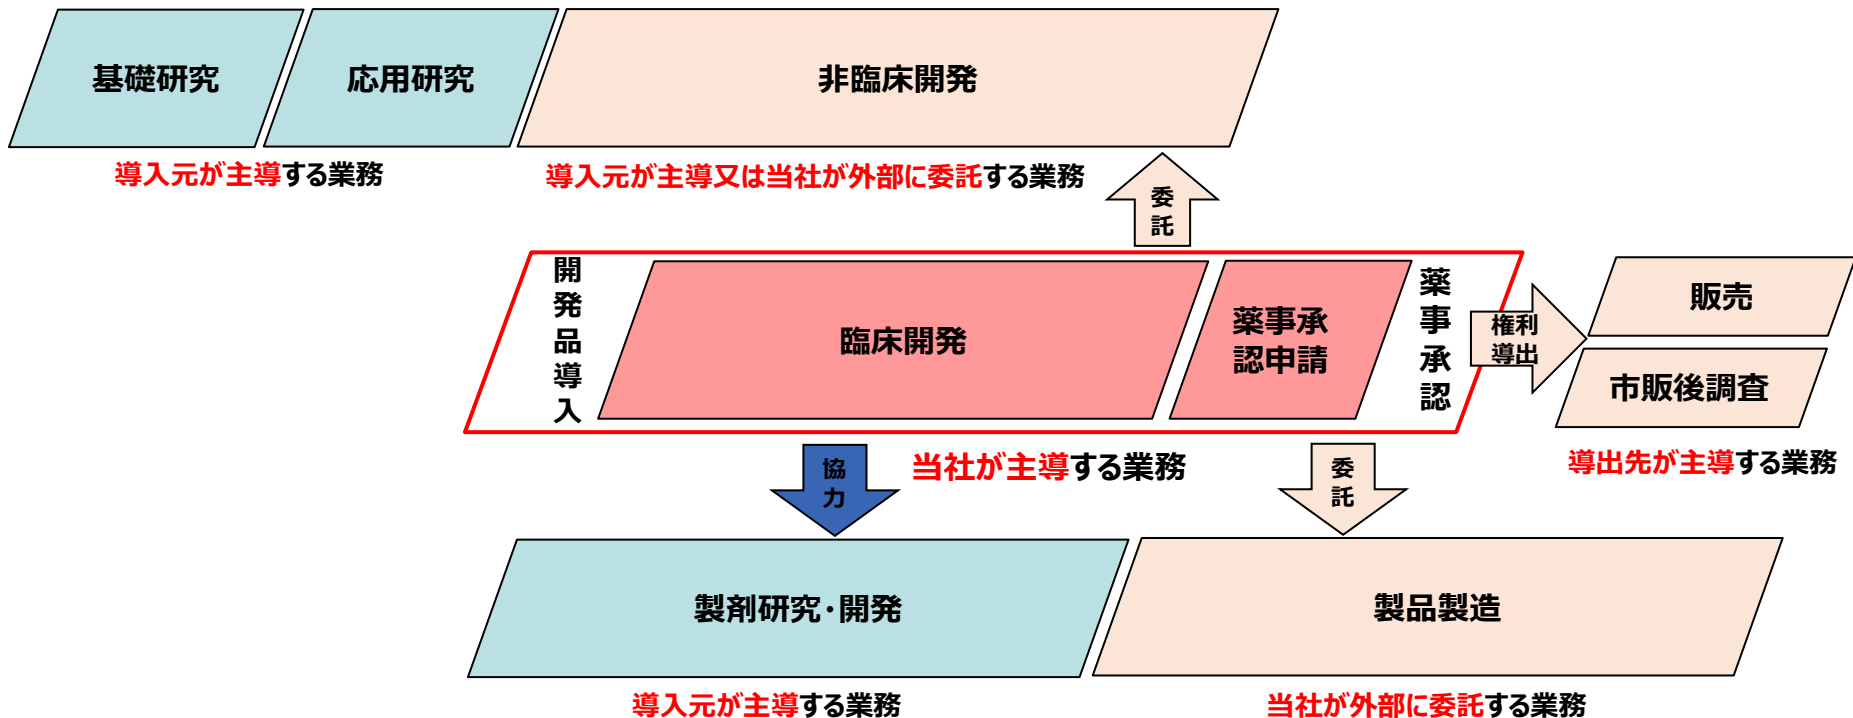 基礎研究
応用研究
非臨床開発
導入元が主導する業務
導入元が主導又は当社が外部に委託する業務
委
託
開
発
品
導
入
臨床開発
薬事承
認申請
薬
事
承
認
権利
導出
販売
市販後調査
導出先が主導する業務
協
力
当社が主導する業務
委
託
製剤研究・開発
製品製造
導入元が主導する業務
当社が外部に委託する業務